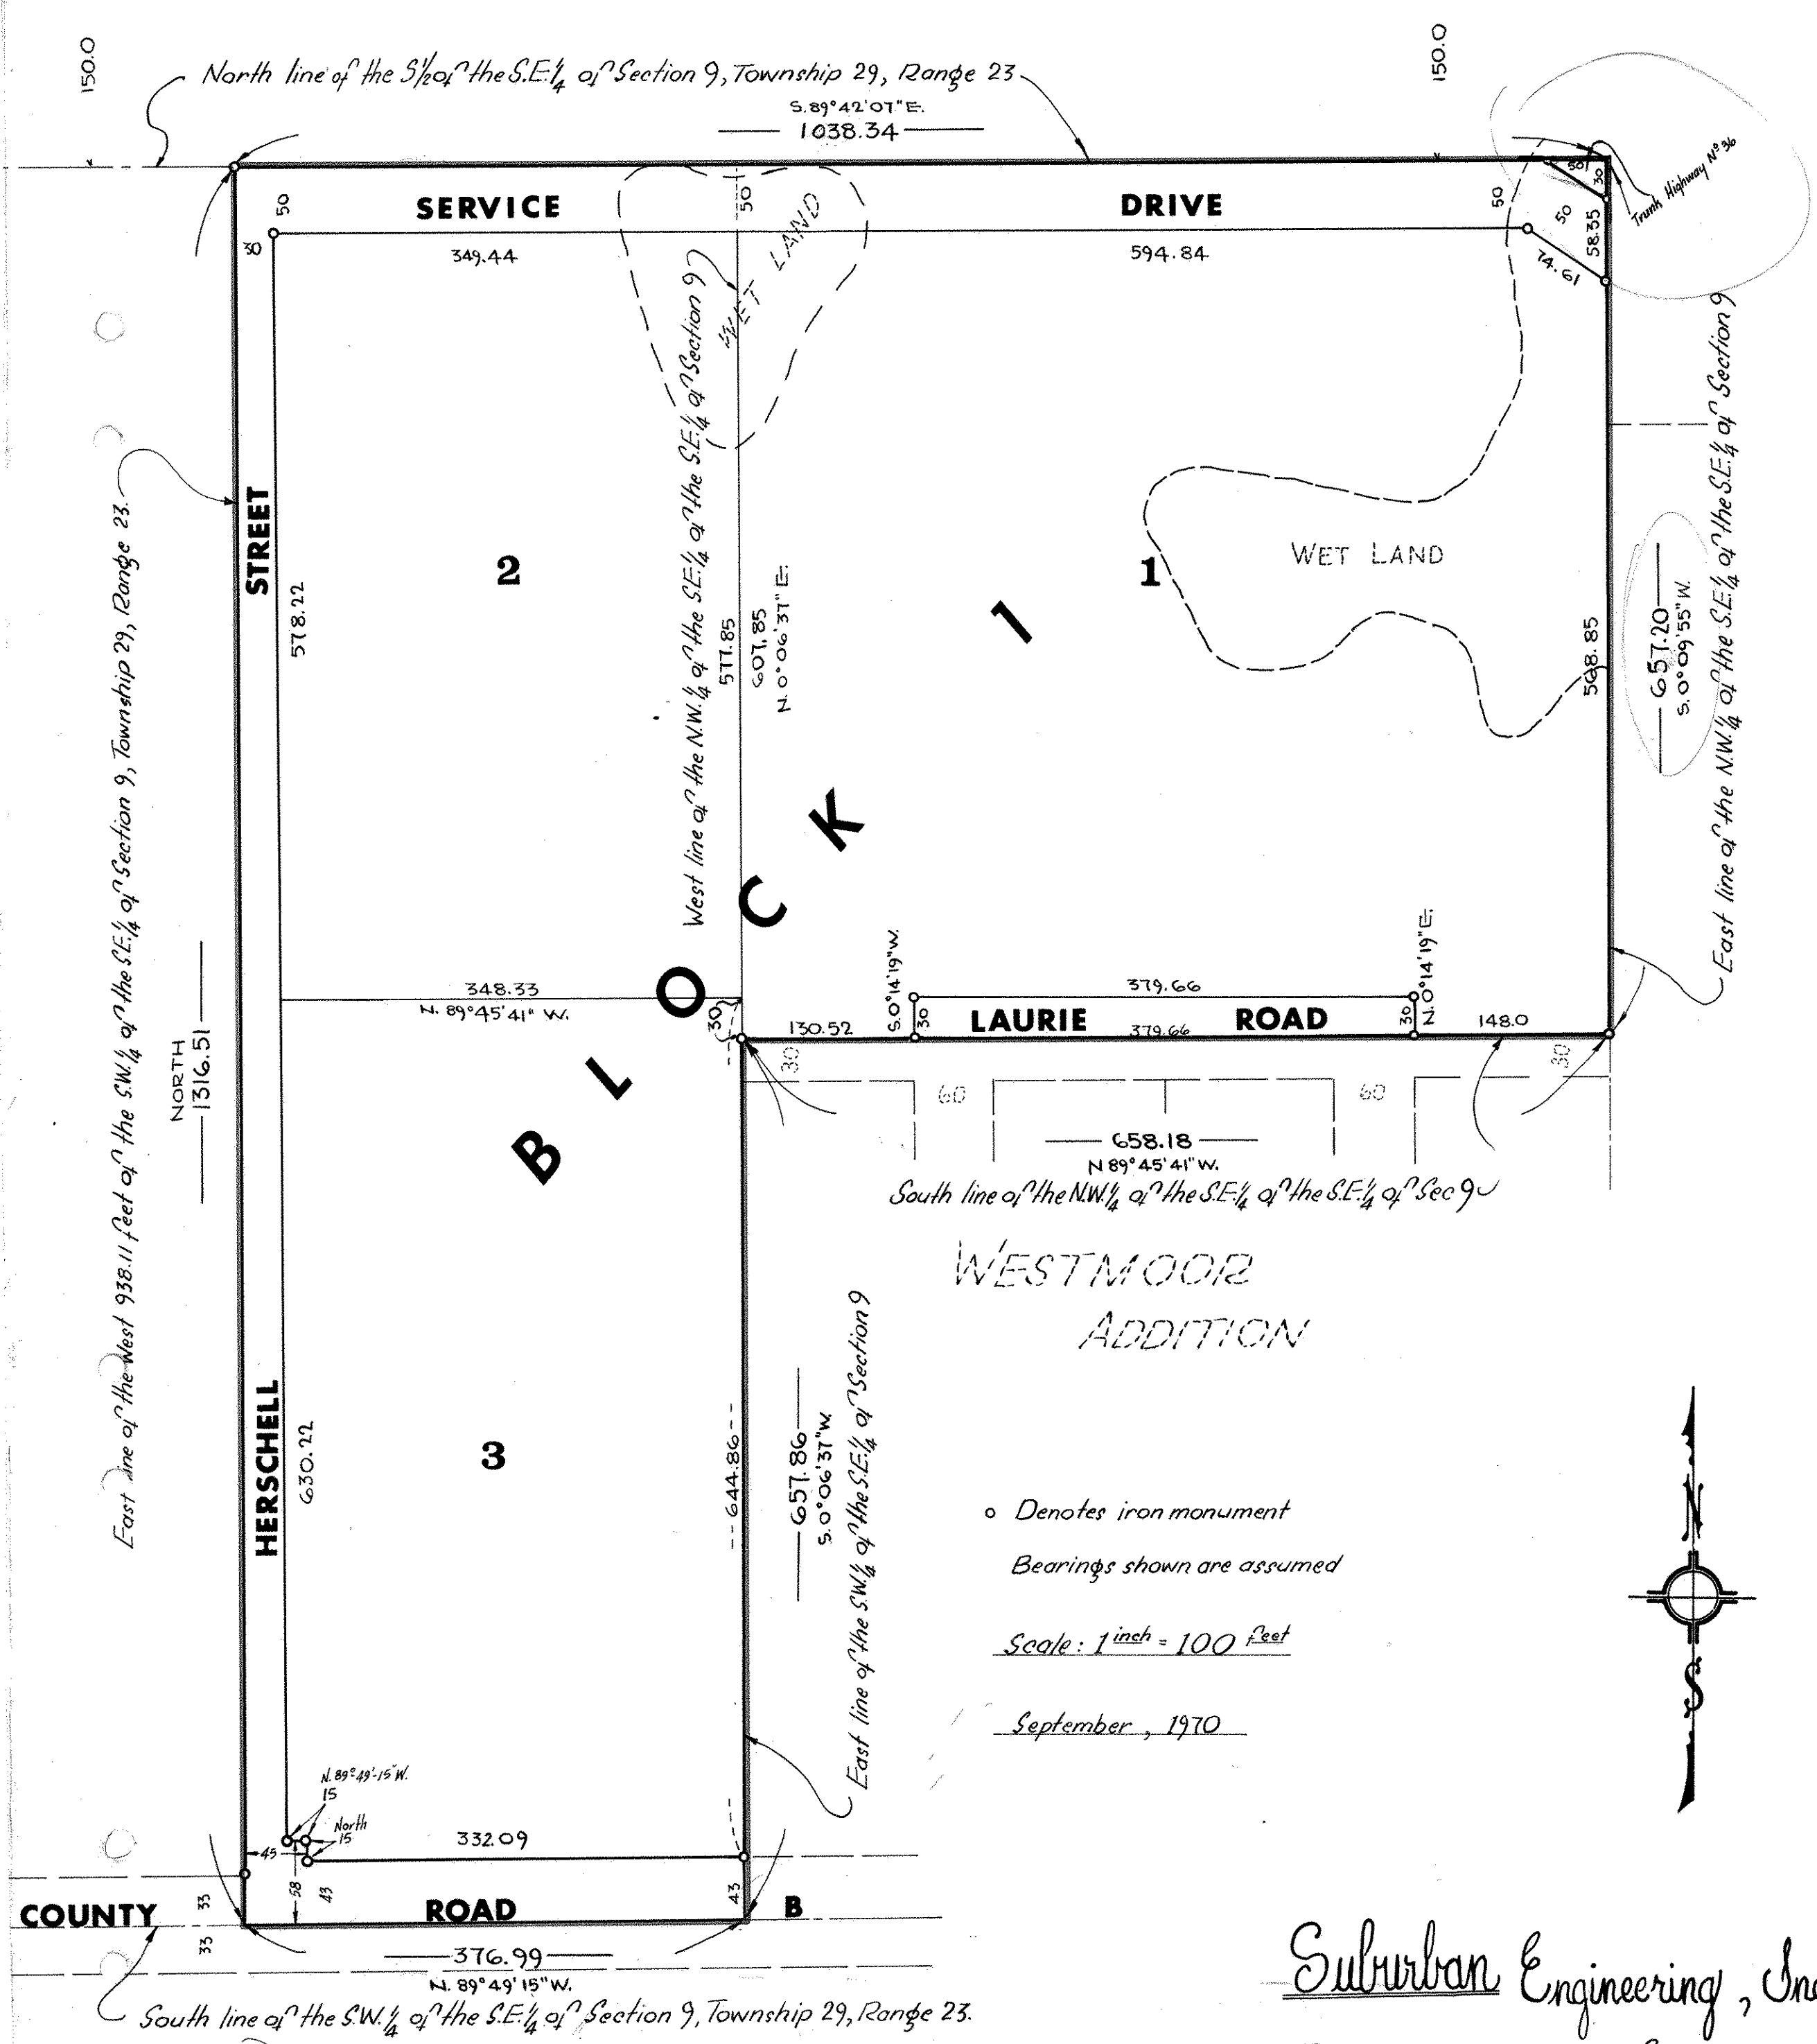 150.0
150.0
North line of the S½ of the S.E.¼ of Section 9, Township 29, Range 23
S. 89°42'07" E.
1038.34
Trunk Highway Nº 36
50
30
50
SERVICE
50
DRIVE
50
50
58.35
30
349.44
594.84
74.61
WET LAND
West line of the N.W.¼ of the S.E.¼ of the S.E.¼ of Section 9
East line of the N.W.¼ of the S.E.¼ of the S.E.¼ of Section 9
East line of the West 938.11 feet of the S.W.¼ of the S.E.¼ of Section 9, Township 29, Range 23.
STREET
578.22
2
577.85
607.85
N. 0°06'37" E.
1
WET LAND
568.85
657.20
S. 0°09'55" W.
BLOCK 1
NORTH
1316.51
348.33
N. 89°45'41" W.
30
130.52
S. 0°14'19" W.
30
379.66
LAURIE ROAD
379.66
30
N. 0°14'19" E.
148.0
30
60
60
30
658.18
N 89°45'41" W.
South line of the N.W.¼ of the S.E.¼ of the S.E.¼ of Sec 9
WESTMOOR
ADDITION
HERSCHELL
630.22
3
644.86
657.86
S. 0°06'37" W.
East line of the S.W.¼ of the S.E.¼ of Section 9
o Denotes iron monument
Bearings shown are assumed
Scale: 1 inch = 100 feet
September, 1970
N
S
N. 89°49'-15" W.
15
North
15
45
332.09
58
43
43
33
33
COUNTY ROAD B
376.99
N. 89°49'15" W.
South line of the S.W.¼ of the S.E.¼ of Section 9, Township 29, Range 23.
Suburban Engineering, Inc